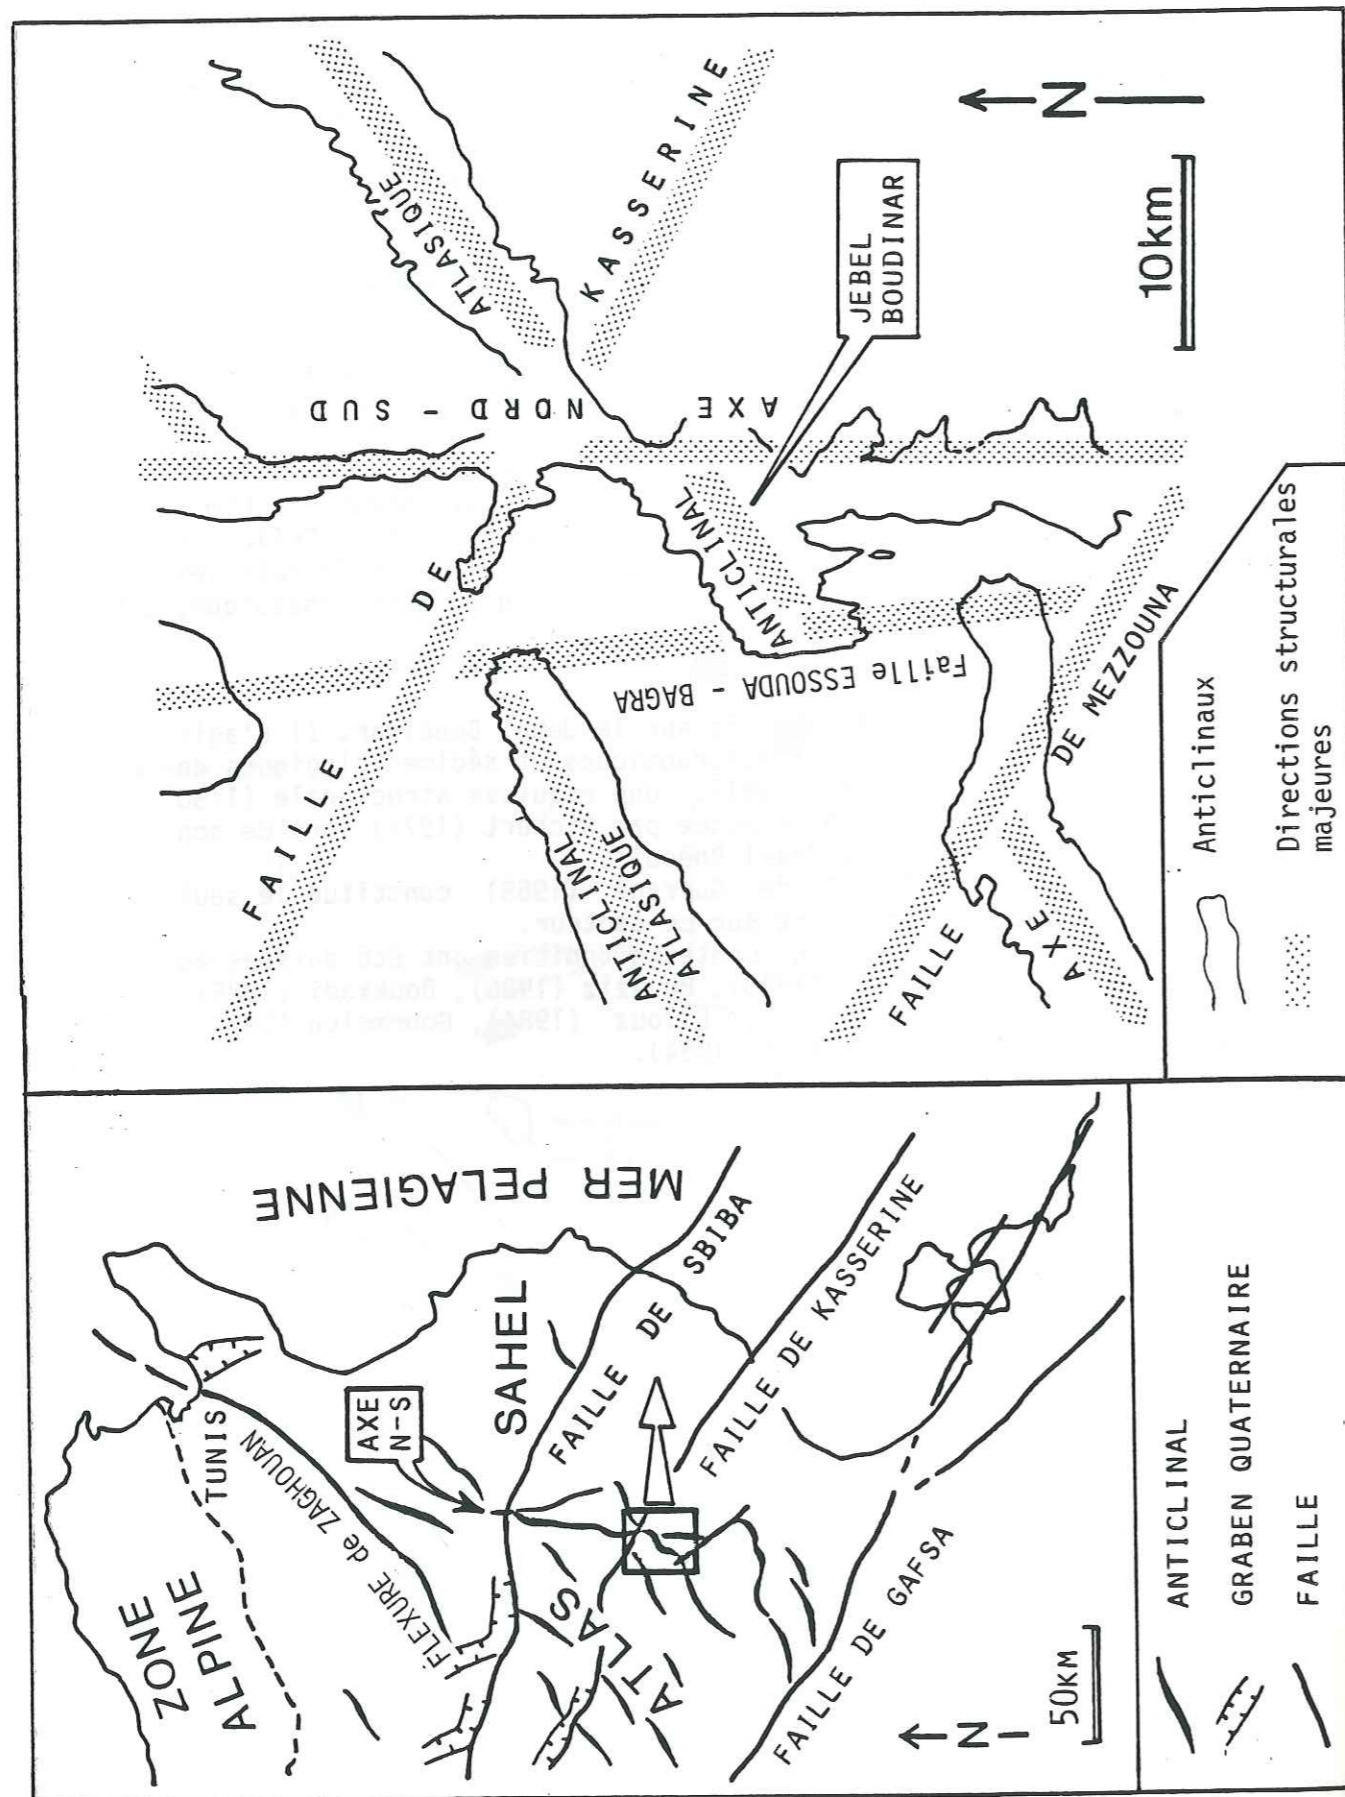 ZONE
ALPINE
TUNIS
FLEXURE de ZAGHOUAN
AXE
N-S
SAHEL
MER PELAGIENNE
ATLAS
FAILLE DE SBIBA
FAILLE DE KASSERINE
FAILLE DE GAFSA
N
50KM
ANTICLINAL
GRABEN QUATERNAIRE
FAILLE
FAILLE DE KASSERINE
ANTICLINAL
ATLASIQUE
ANTICLINAL
ATLASIQUE
AXE NORD - SUD
Faille ESSOUDA - BAGRA
FAILLE DE MEZZOUNA
AXE
JEBEL
BOUDINAR
N
10km
Anticlinaux
Directions structurales
majeures